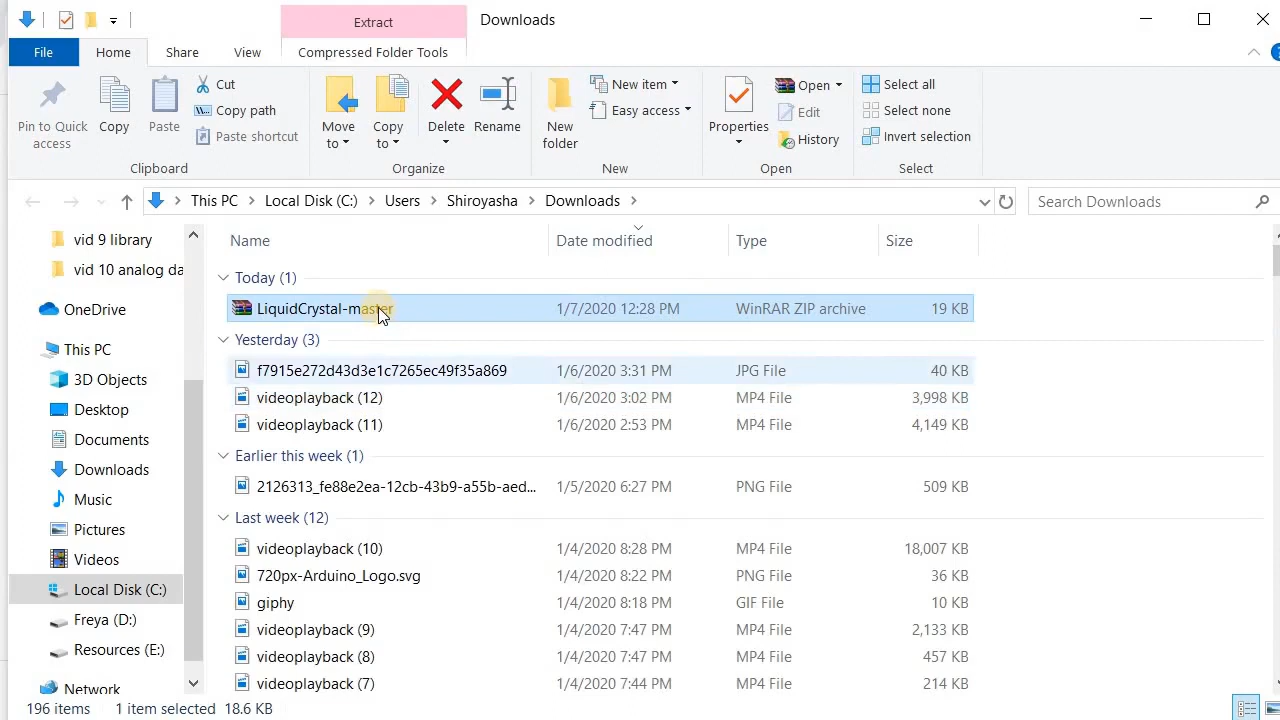 Extract
Downloads
File
Home
Share
View
Compressed Folder Tools
Pin to Quick access
Copy
Paste
Cut
Copy path
Paste shortcut
Clipboard
Move to
Copy to
Delete
Rename
Organize
New folder
New item
Easy access
New
Properties
Open
Edit
History
Open
Select all
Select none
Invert selection
Select
This PC > Local Disk (C:) > Users > Shiroyasha > Downloads >
Search Downloads
vid 9 library
vid 10 analog da
OneDrive
This PC
3D Objects
Desktop
Documents
Downloads
Music
Pictures
Videos
Local Disk (C:)
Freya (D:)
Resources (E:)
Network
Name Date modified Type Size
Today (1)
LiquidCrystal-master 1/7/2020 12:28 PM WinRAR ZIP archive 19 KB
Yesterday (3)
f7915e272d43d3e1c7265ec49f35a869 1/6/2020 3:31 PM JPG File 40 KB
videoplayback (12) 1/6/2020 3:02 PM MP4 File 3,998 KB
videoplayback (11) 1/6/2020 2:53 PM MP4 File 4,149 KB
Earlier this week (1)
2126313_fe88e2ea-12cb-43b9-a55b-aed... 1/5/2020 6:27 PM PNG File 509 KB
Last week (12)
videoplayback (10) 1/4/2020 8:28 PM MP4 File 18,007 KB
720px-Arduino_Logo.svg 1/4/2020 8:22 PM PNG File 36 KB
giphy 1/4/2020 8:18 PM GIF File 10 KB
videoplayback (9) 1/4/2020 7:47 PM MP4 File 2,133 KB
videoplayback (8) 1/4/2020 7:47 PM MP4 File 457 KB
videoplayback (7) 1/4/2020 7:44 PM MP4 File 214 KB
196 items 1 item selected 18.6 KB